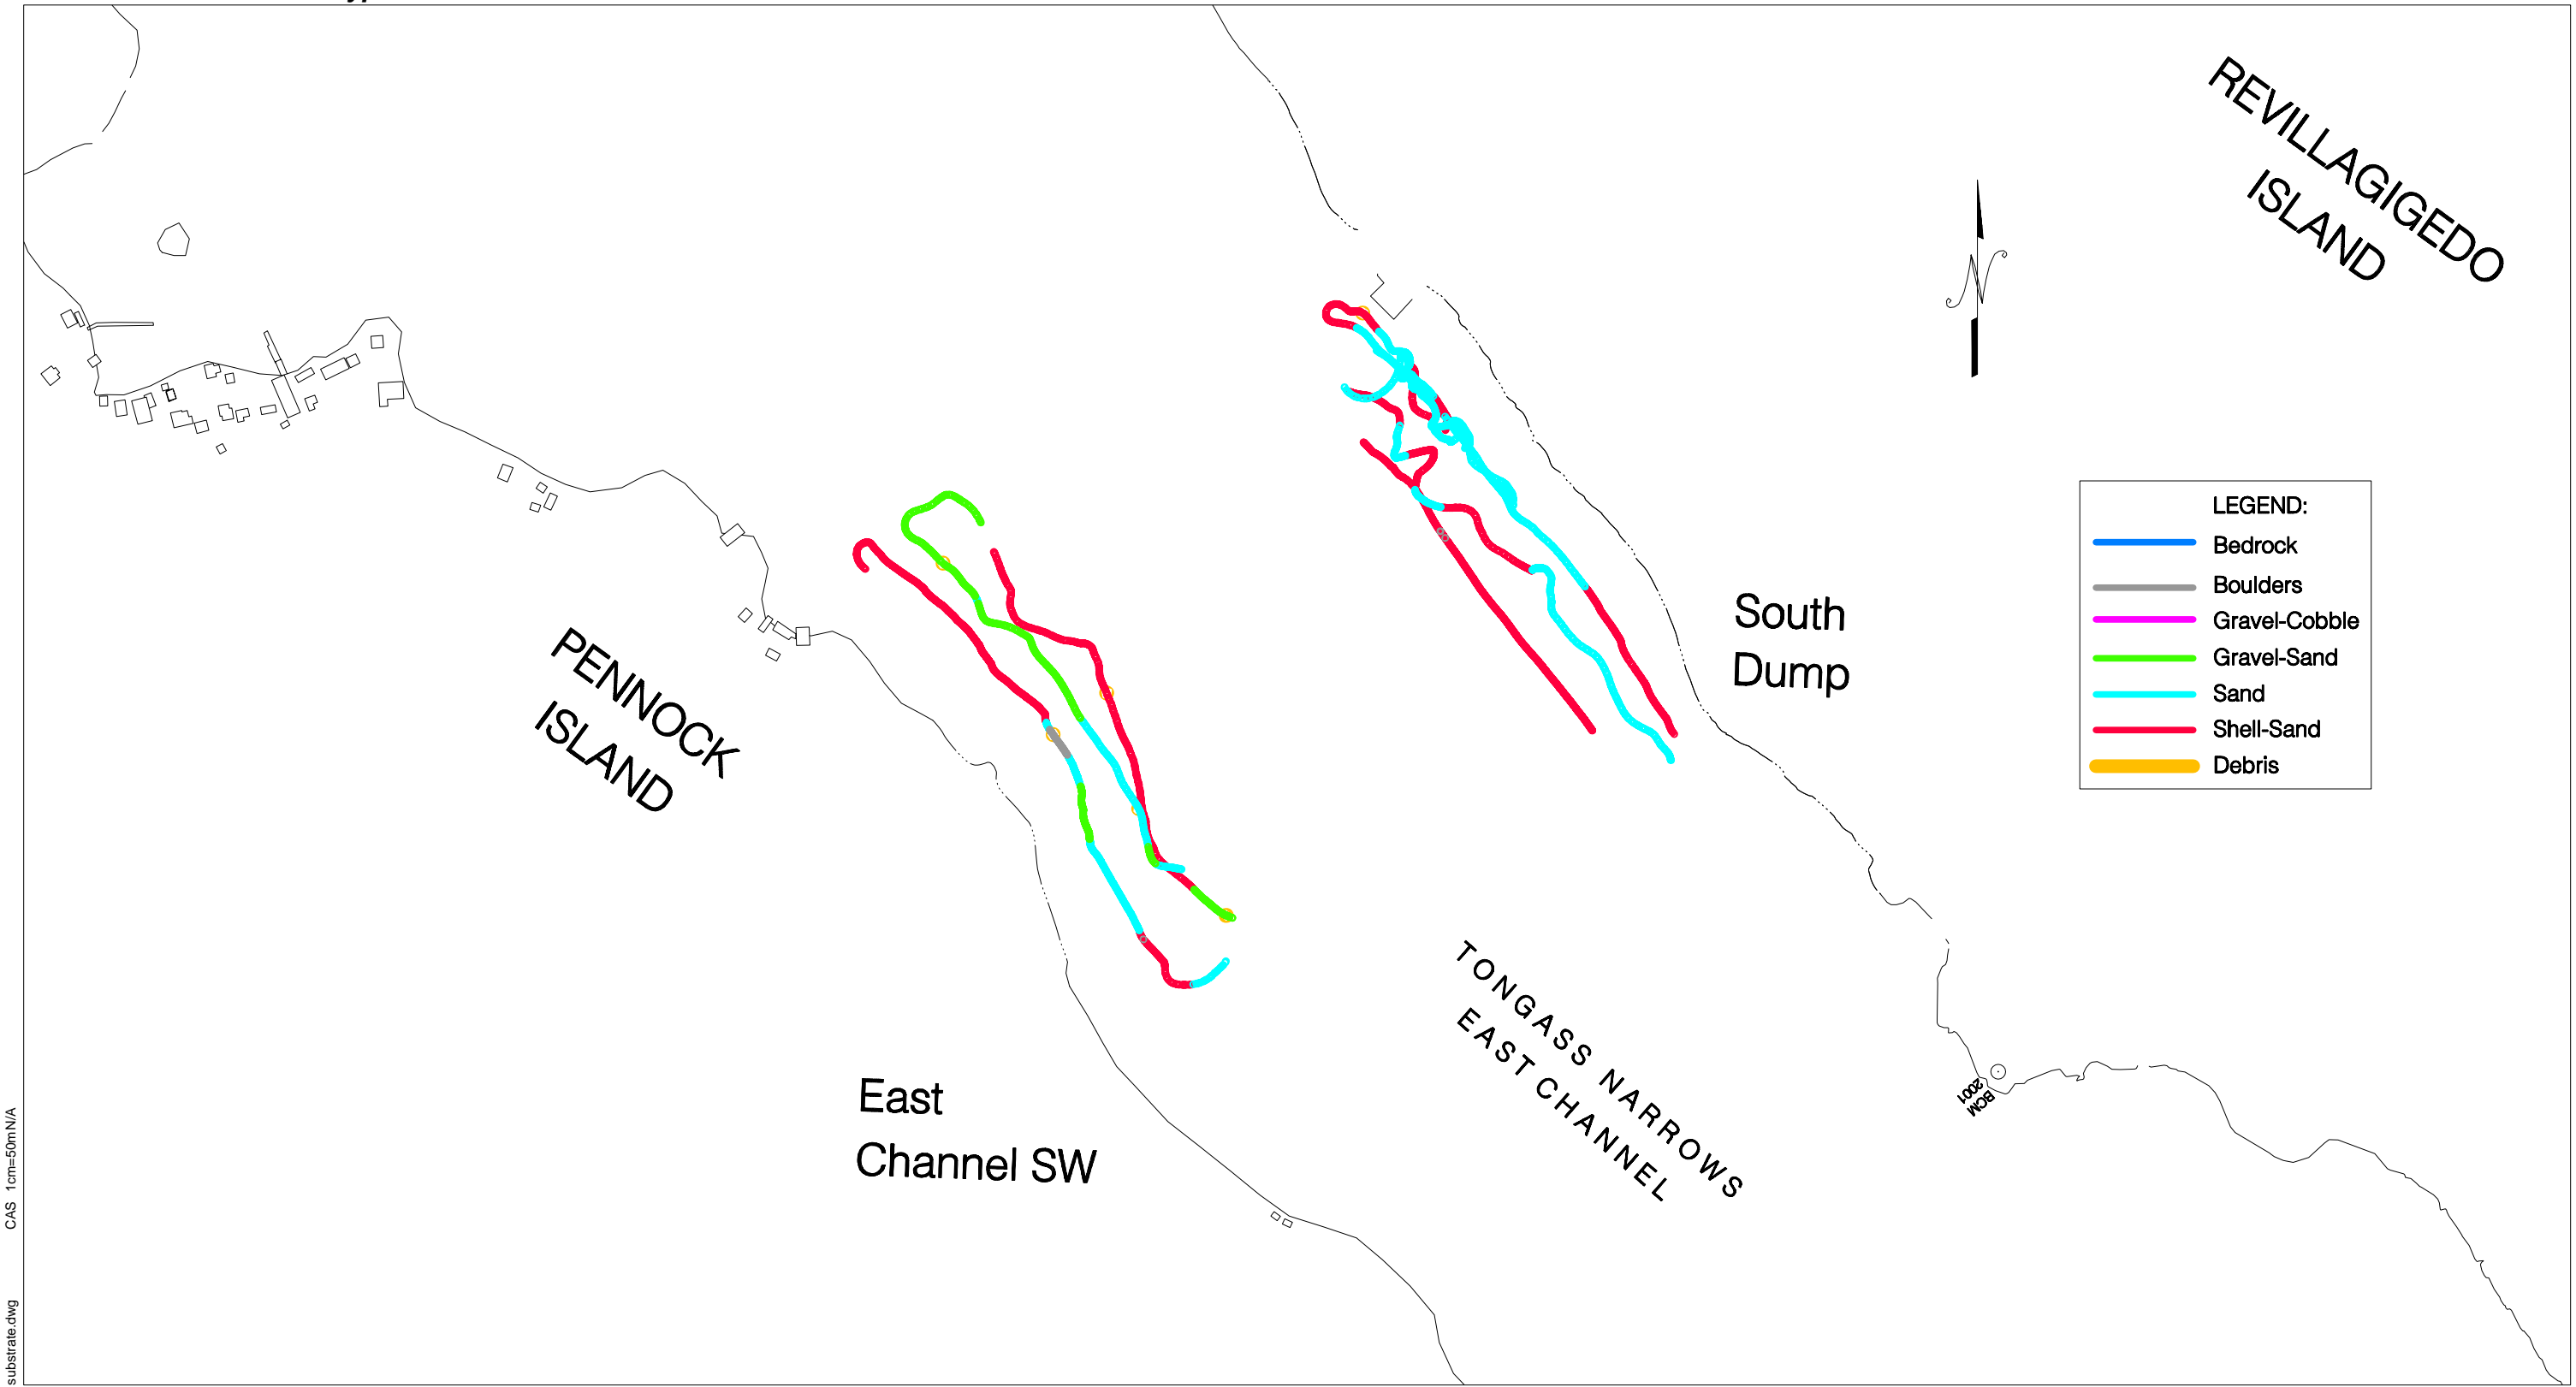 REVILLAGIGEDO
ISLAND
N
LEGEND:
Bedrock
Boulders
Gravel-Cobble
Gravel-Sand
Sand
Shell-Sand
Debris
South
Dump
PENNOCK
ISLAND
TONGASS NARROWS
EAST CHANNEL
East
Channel SW
BCM
2001
CAS 1cm=50m N/A
substrate.dwg